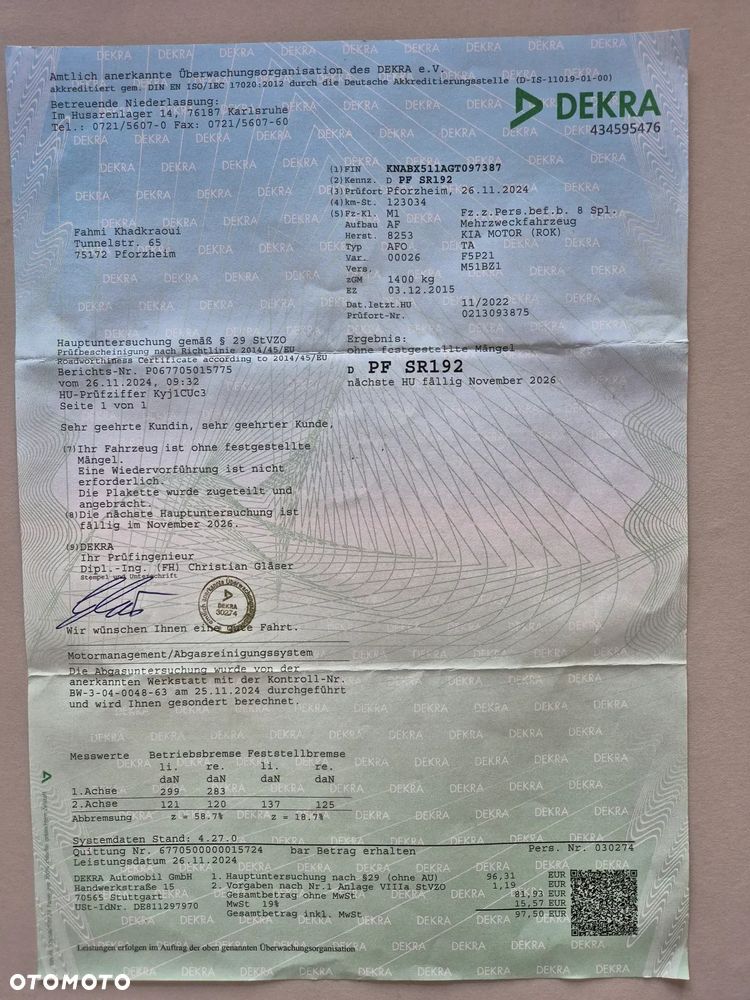 Amtlich anerkannte Überwachungsorganisation des DEKRA e.V.
akkreditiert gem. DIN EN ISO/IEC 17020:2012 durch die Deutsche Akkreditierungsstelle (D-IS-11019-01-00)
Betreuende Niederlassung:
Im Husarenlager 14, 76187 Karlsruhe
Tel.: 0721/5607-0 Fax: 0721/5607-60
DEKRA
434595476
(1) FIN KNABX511AGT097387
(2) Kennz. D PF SR192
(3) Prüfort Pforzheim, 26.11.2024
(4) km-St. 123034
(5) Fz-Kl. M1 Fz.z.Pers.bef.b. 8 Spl.
Aufbau AF Mehrzweckfahrzeug
Herst. 8253 KIA MOTOR (ROK)
Typ AFO TA
Var. 00026 F5P21
Vers. M51BZ1
zGM 1400 kg
EZ 03.12.2015
Dat.letzt.HU 11/2022
Prüfort-Nr. 0213093875
Fahmi Khadkraoui
Tunnelstr. 65
75172 Pforzheim
Hauptuntersuchung gemäß § 29 StVZO
Prüfbescheinigung nach Richtlinie 2014/45/EU
Roadworthiness Certificate according to 2014/45/EU
Berichts-Nr. P067705015775
vom 26.11.2024, 09:32
HU-Prüfziffer Kyj1CUc3
Seite 1 von 1
Ergebnis:
ohne festgestellte Mängel
D PF SR192
nächste HU fällig November 2026
Sehr geehrte Kundin, sehr geehrter Kunde,
(7) Ihr Fahrzeug ist ohne festgestellte
Mängel.
Eine Wiedervorführung ist nicht
erforderlich.
Die Plakette wurde zugeteilt und
angebracht.
(8) Die nächste Hauptuntersuchung ist
fällig im November 2026.
(9) DEKRA
Ihr Prüfingenieur
Dipl.-Ing. (FH) Christian Gläser
Stempel und Unterschrift
DEKRA
30274
Wir wünschen Ihnen eine gute Fahrt.
Motormanagement/Abgasreinigungssystem
Die Abgasuntersuchung wurde von der
anerkannten Werkstatt mit der Kontroll-Nr.
BW-3-04-0048-63 am 25.11.2024 durchgeführt
und wird Ihnen gesondert berechnet.
Messwerte Betriebsbremse Feststellbremse
li. re. li. re.
daN daN daN daN
1.Achse 299 283
2.Achse 121 120 137 125
Abbremsung z = 58.7% z = 18.7%
Systemdaten Stand: 4.27.0
Quittung Nr. 67705000000015724 bar Betrag erhalten Pers. Nr. 030274
Leistungsdatum 26.11.2024
DEKRA Automobil GmbH
Handwerkstraße 15
70565 Stuttgart
USt-IdNr. DE811297970
1. Hauptuntersuchung nach §29 (ohne AU) 96,31 EUR
2. Vorgaben nach Nr.1 Anlage VIIIa StVZO 1,19 EUR
Gesamtbetrag ohne MwSt 81,93 EUR
MwSt 19% 15,57 EUR
Gesamtbetrag inkl. MwSt 97,50 EUR
Leistungen erfolgen im Auftrag der oben genannten Überwachungsorganisation
OTOMOTO